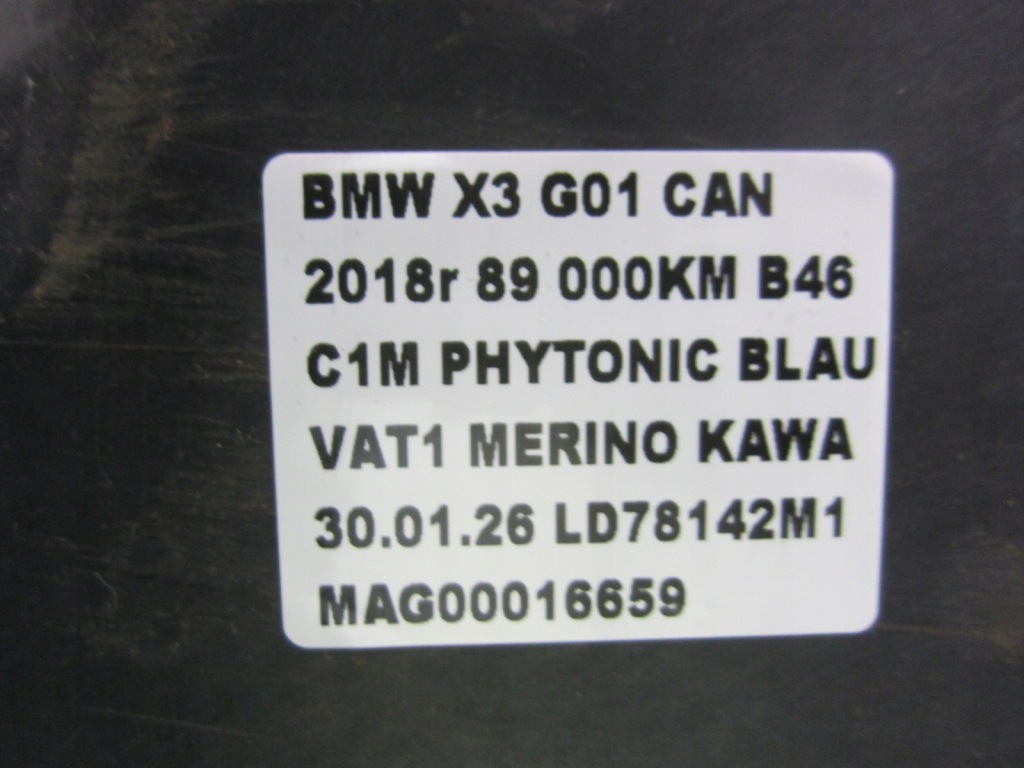 BMW X3 G01 CAN
2018r 89 000KM B46
C1M PHYTONIC BLAU
VAT1 MERINO KAWA
30.01.26 LD78142M1
MAG00016659